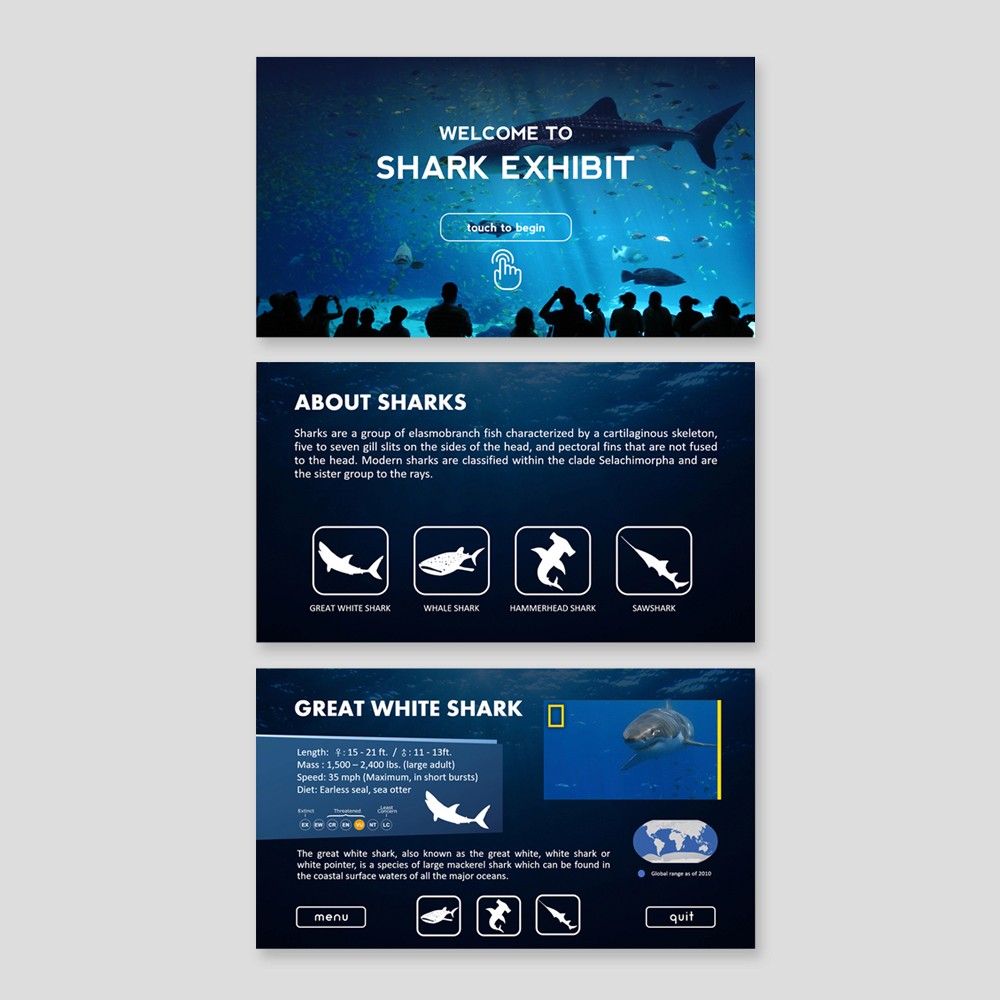 WELCOME TO
SHARK EXHIBIT
touch to begin
ABOUT SHARKS
Sharks are a group of elasmobranch fish characterized by a cartilaginous skeleton,
five to seven gill slits on the sides of the head, and pectoral fins that are not fused
to the head. Modern sharks are classified within the clade Selachimorpha and are
the sister group to the rays.
GREAT WHITE SHARK
WHALE SHARK
HAMMERHEAD SHARK
SAWSHARK
GREAT WHITE SHARK
Length: ♀: 15 - 21 ft. / ♂: 11 - 13ft.
Mass : 1,500 – 2,400 lbs. (large adult)
Speed: 35 mph (Maximum, in short bursts)
Diet: Earless seal, sea otter
Extinct
Threatened
Least
Concern
EX EW CR EN VU NT LC
The great white shark, also known as the great white, white shark or
white pointer, is a species of large mackerel shark which can be found in
the coastal surface waters of all the major oceans.
Global range as of 2010
menu
quit